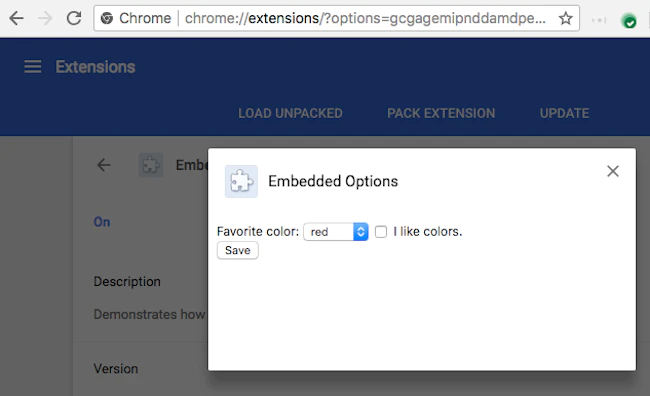 Chrome | chrome://extensions/?options=gcgagemipnddamdpe...
Extensions
LOAD UNPACKED PACK EXTENSION UPDATE
Embe
Embedded Options
On
Favorite color: red I like colors.
Save
Description
Demonstrates how
Version